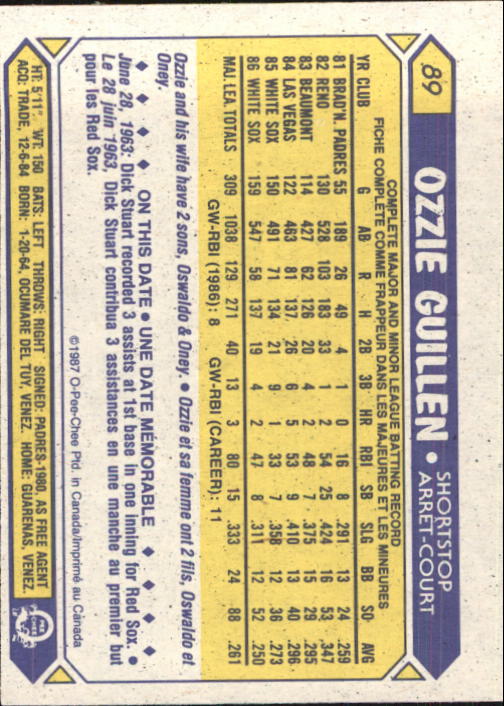 89
OZZIE GUILLEN • SHORTSTOP
ARRET-COURT
COMPLETE MAJOR AND MINOR LEAGUE BATTING RECORD
FICHE COMPLETE COMME FRAPPEUR DANS LES MAJEURES ET LES MINEURES
YR CLUB G AB R H 2B 3B HR RBI SB SLG BB SO AVG
81 BRAD'N. PADRES 55 189 26 49 4 1 0 16 8 .291 13 24 .259
82 RENO 130 528 103 183 33 1 2 54 25 .424 16 53 .347
83 BEAUMONT 114 427 62 126 20 4 2 48 7 .375 15 29 .295
84 LAS VEGAS 122 463 81 137 26 6 5 53 9 .410 13 40 .296
85 WHITE SOX 150 491 71 134 21 9 1 33 7 .358 12 36 .273
86 WHITE SOX 159 547 58 137 19 4 2 47 8 .311 12 52 .250
MAJ. LEA. TOTALS 309 1038 129 271 40 13 3 80 15 .333 24 88 .261
GW-RBI (1986): 8 GW-RBI (CAREER): 11
Ozzie and his wife have 2 sons, Oswaldo & Oney. • Ozzie et sa femme ont 2 fils, Oswaldo et
Oney.
ON THIS DATE • UNE DATE MÉMORABLE
June 28, 1963: Dick Stuart recorded 3 assists at 1st base in one inning for Red Sox. •
Le 28 juin 1963, Dick Stuart contribua 3 assistances en une manche au premier but
pour les Red Sox.
©1987 O-Pee-Chee Ptd. in Canada/Imprimé au Canada
HT: 5'11" WT: 150 BATS: LEFT THROWS: RIGHT SIGNED: PADRES-1980, AS FREE AGENT
ACQ: TRADE, 12-6-84 BORN: 1-20-64, OCUMARE DEL TUY, VENEZ. HOME: GUARENAS, VENEZ.
O
PEE
CHEE